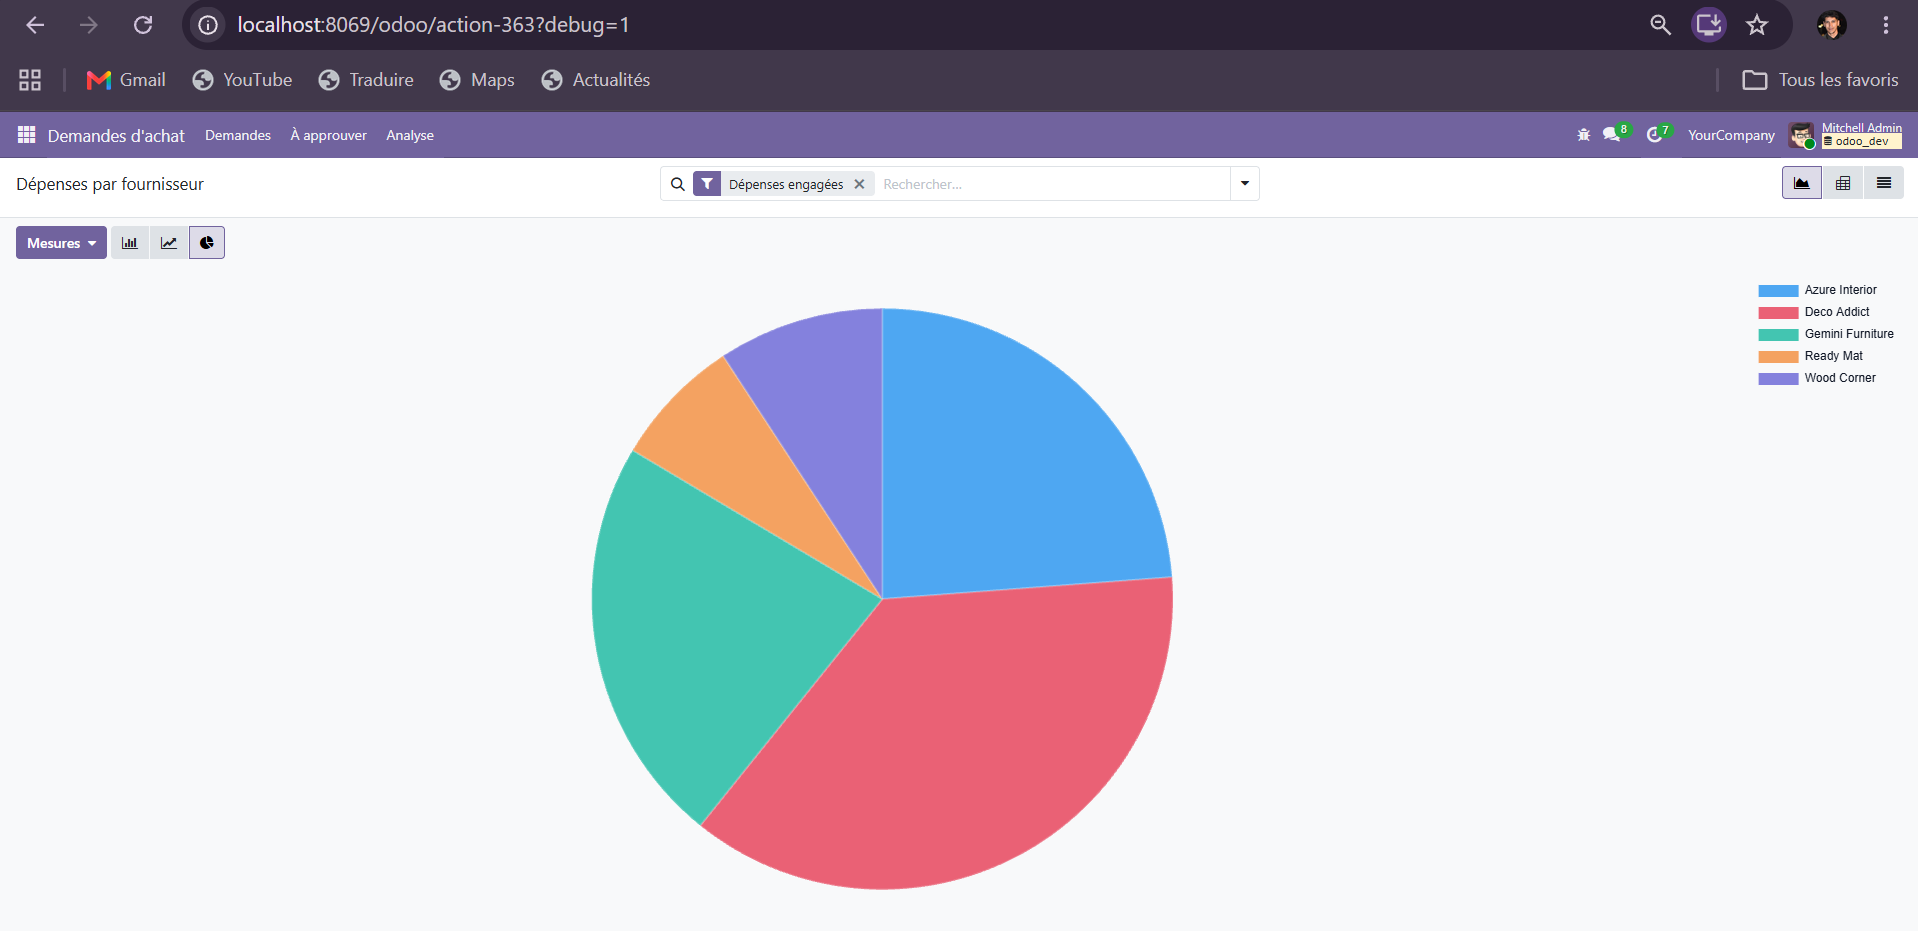 localhost:8069/odoo/action-363?debug=1
Gmail YouTube Traduire Maps Actualités Tous les favoris
Demandes d'achat Demandes À approuver Analyse 8 7 YourCompany Mitchell Admin
odoo_dev
Dépenses par fournisseur Dépenses engagées Rechercher...
Mesures
Azure Interior
Deco Addict
Gemini Furniture
Ready Mat
Wood Corner